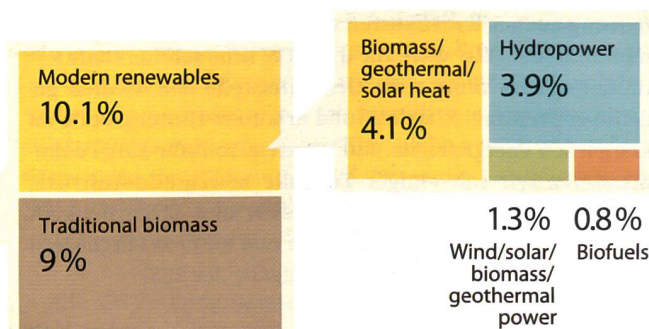 Modern renewables
10.1%
Traditional biomass
9%
Biomass/
geothermal/
solar heat
4.1%
Hydropower
3.9%
1.3%
Wind/solar/
biomass/
geothermal
power
0.8%
Biofuels